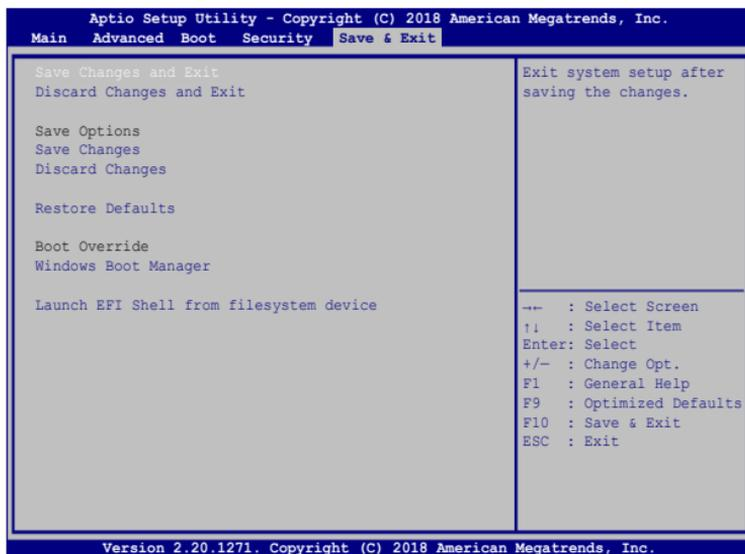 Aptio Setup Utility - Copyright (C) 2018 American Megatrends, Inc.
Main Advanced Boot Security Save & Exit
Save Changes and Exit
Discard Changes and Exit
Save Options
Save Changes
Discard Changes
Restore Defaults
Boot Override
Windows Boot Manager
Launch EFI Shell from filesystem device
Exit system setup after
saving the changes.
→← : Select Screen
↑↓ : Select Item
Enter: Select
+/— : Change Opt.
F1 : General Help
F9 : Optimized Defaults
F10 : Save & Exit
ESC : Exit
Version 2.20.1271. Copyright (C) 2018 American Megatrends, Inc.